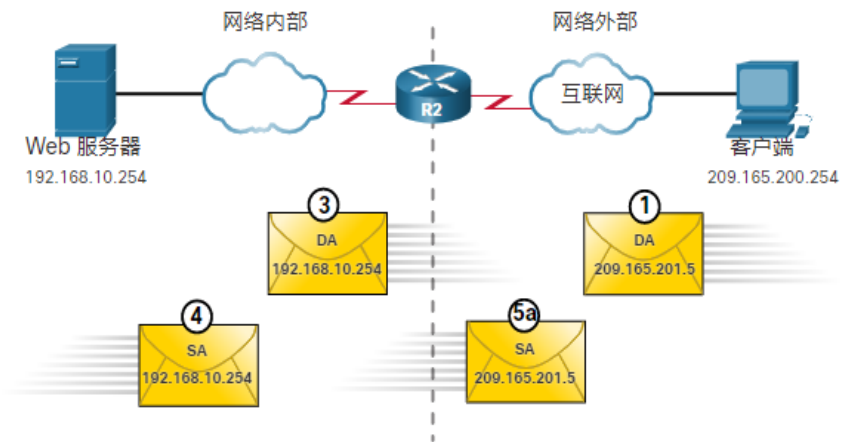 网络内部
网络外部
R2
互联网
Web 服务器
192.168.10.254
客户端
209.165.200.254
3
DA
192.168.10.254
1
DA
209.165.201.5
4
SA
192.168.10.254
5a
SA
209.165.201.5